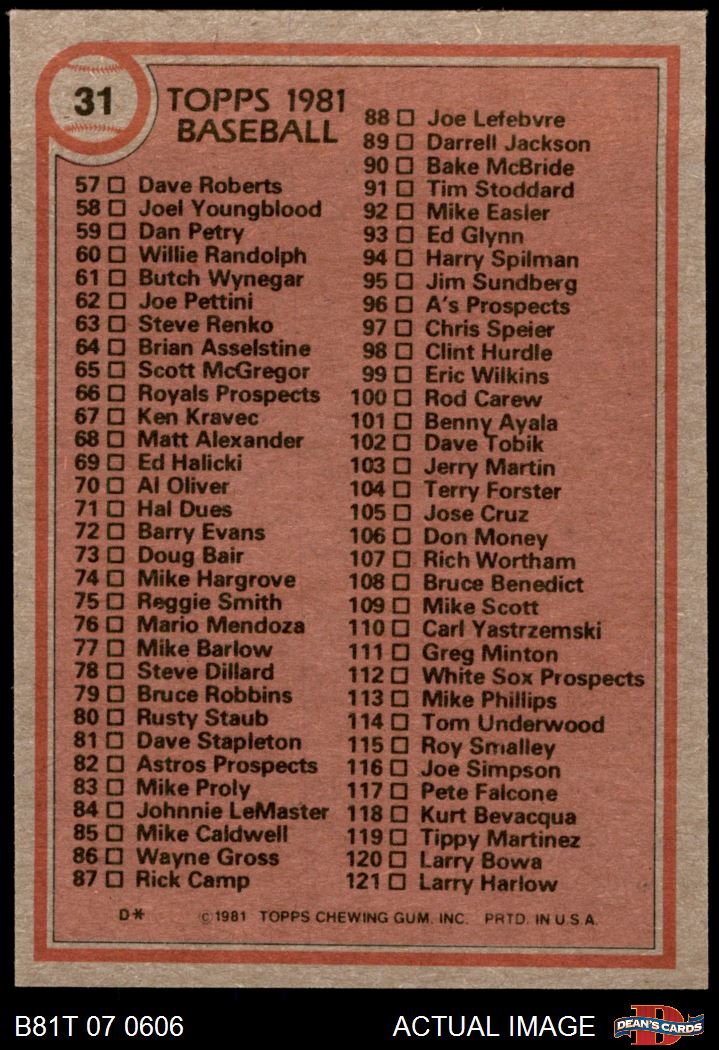 31
TOPPS 1981
BASEBALL
57 Dave Roberts
58 Joel Youngblood
59 Dan Petry
60 Willie Randolph
61 Butch Wynegar
62 Joe Pettini
63 Steve Renko
64 Brian Asselstine
65 Scott McGregor
66 Royals Prospects
67 Ken Kravec
68 Matt Alexander
69 Ed Halicki
70 Al Oliver
71 Hal Dues
72 Barry Evans
73 Doug Bair
74 Mike Hargrove
75 Reggie Smith
76 Mario Mendoza
77 Mike Barlow
78 Steve Dillard
79 Bruce Robbins
80 Rusty Staub
81 Dave Stapleton
82 Astros Prospects
83 Mike Proly
84 Johnnie LeMaster
85 Mike Caldwell
86 Wayne Gross
87 Rick Camp
88 Joe Lefebvre
89 Darrell Jackson
90 Bake McBride
91 Tim Stoddard
92 Mike Easler
93 Ed Glynn
94 Harry Spilman
95 Jim Sundberg
96 A's Prospects
97 Chris Speier
98 Clint Hurdle
99 Eric Wilkins
100 Rod Carew
101 Benny Ayala
102 Dave Tobik
103 Jerry Martin
104 Terry Forster
105 Jose Cruz
106 Don Money
107 Rich Wortham
108 Bruce Benedict
109 Mike Scott
110 Carl Yastrzemski
111 Greg Minton
112 White Sox Prospects
113 Mike Phillips
114 Tom Underwood
115 Roy Smalley
116 Joe Simpson
117 Pete Falcone
118 Kurt Bevacqua
119 Tippy Martinez
120 Larry Bowa
121 Larry Harlow
D* © 1981 TOPPS CHEWING GUM, INC. PRTD. IN U.S.A.
B81T 07 0606 ACTUAL IMAGE DEAN'S CARDS